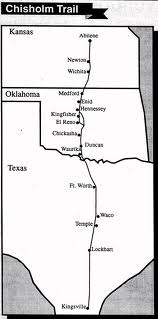 Chisholm Trail
Kansas
Abilene
Newton
Wichita
Oklahoma
Medford
Enid
Hennessey
Kingfisher
El Reno
Chickasha
Duncan
Waurika
Texas
Ft. Worth
Waco
Temple
Lockhart
Kingsville